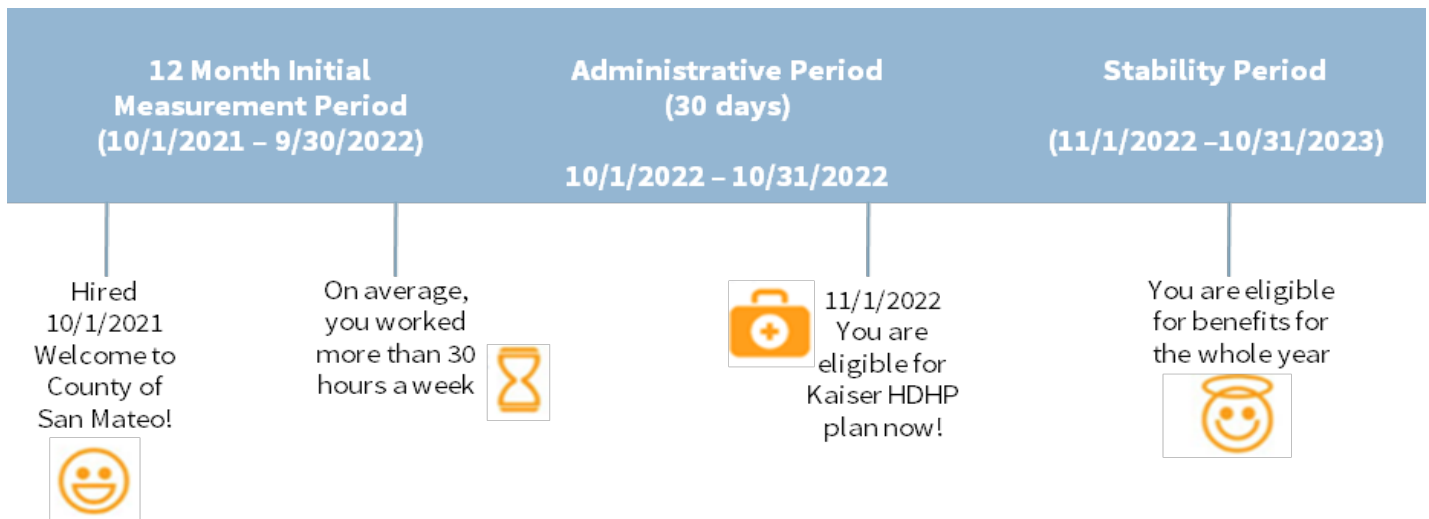 12 Month Initial
Measurement Period
(10/1/2021 – 9/30/2022)
Administrative Period
(30 days)
10/1/2022 – 10/31/2022
Stability Period
(11/1/2022 –10/31/2023)
Hired
10/1/2021
Welcome to
County of
San Mateo!
On average,
you worked
more than 30
hours a week
11/1/2022
You are
eligible for
Kaiser HDHP
plan now!
You are eligible
for benefits for
the whole year